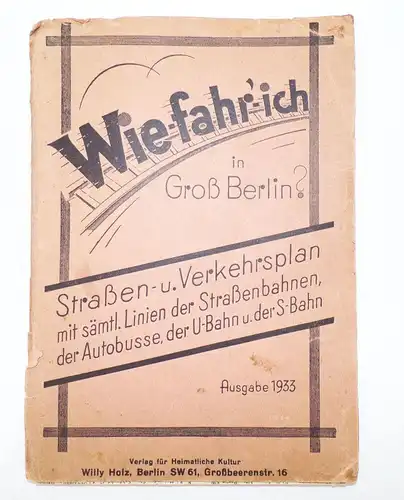 Wie-fahr'-ich
in
Groß Berlin?
Straßen- u. Verkehrsplan
mit sämtl. Linien der Straßenbahnen,
der Autobusse, der U-Bahn u. der S-Bahn
Ausgabe 1933
Verlag für Heimatliche Kultur
Willy Holz, Berlin SW 61, Großbeerenstr. 16